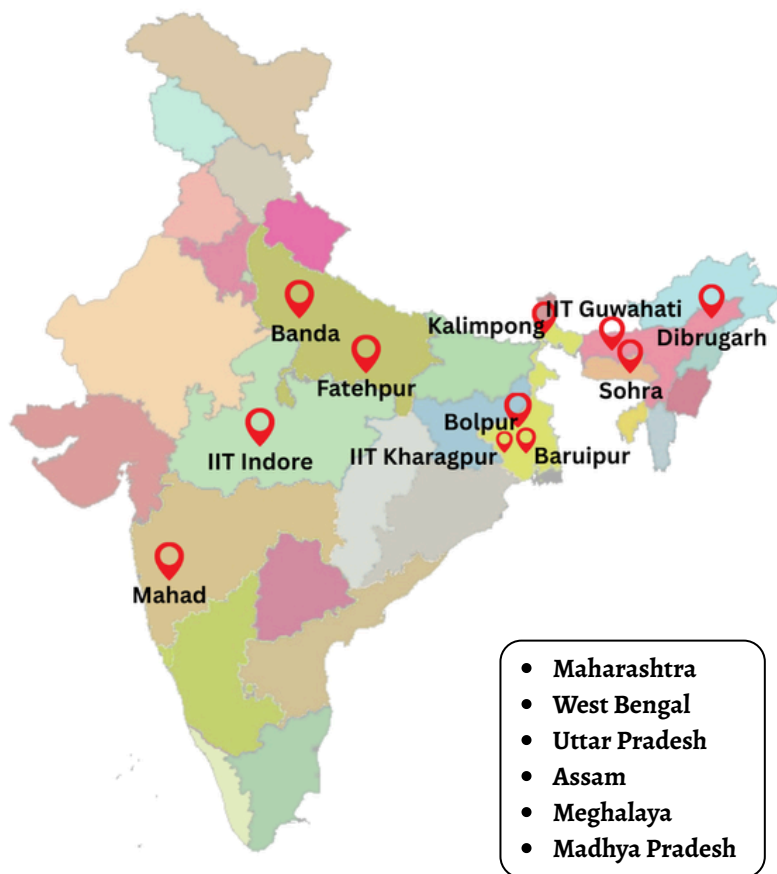 IIT Guwahati
Kalimpong
Dibrugarh
Banda
Fatehpur
Sohra
Bolpur
IIT Indore
IIT Kharagpur
Baruipur
Mahad
• Maharashtra
• West Bengal
• Uttar Pradesh
• Assam
• Meghalaya
• Madhya Pradesh